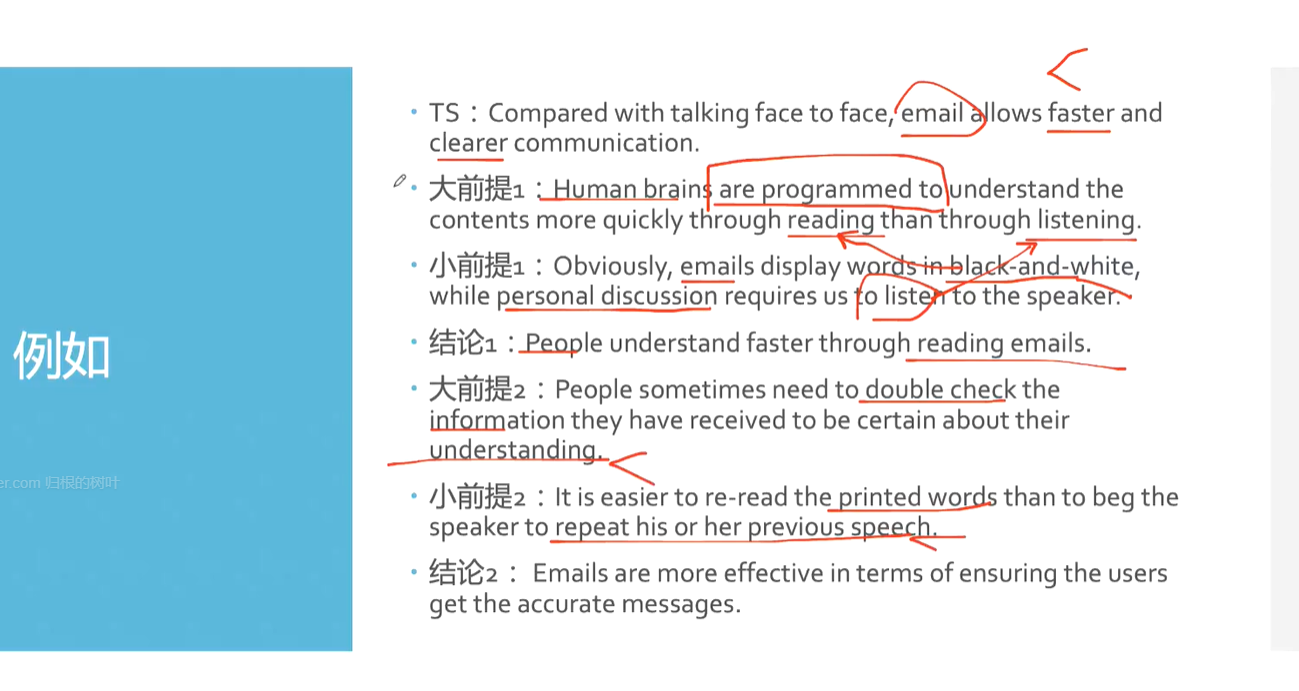 • TS：Compared with talking face to face, email allows faster and
clearer communication.
• 大前提1：Human brains are programmed to understand the
contents more quickly through reading than through listening.
• 小前提1：Obviously, emails display words in black-and-white,
while personal discussion requires us to listen to the speaker.
• 结论1：People understand faster through reading emails.
• 大前提2：People sometimes need to double check the
information they have received to be certain about their
understanding.
• 小前提2：It is easier to re-read the printed words than to beg the
speaker to repeat his or her previous speech.
• 结论2： Emails are more effective in terms of ensuring the users
get the accurate messages.
例如
er.com 归根的树叶